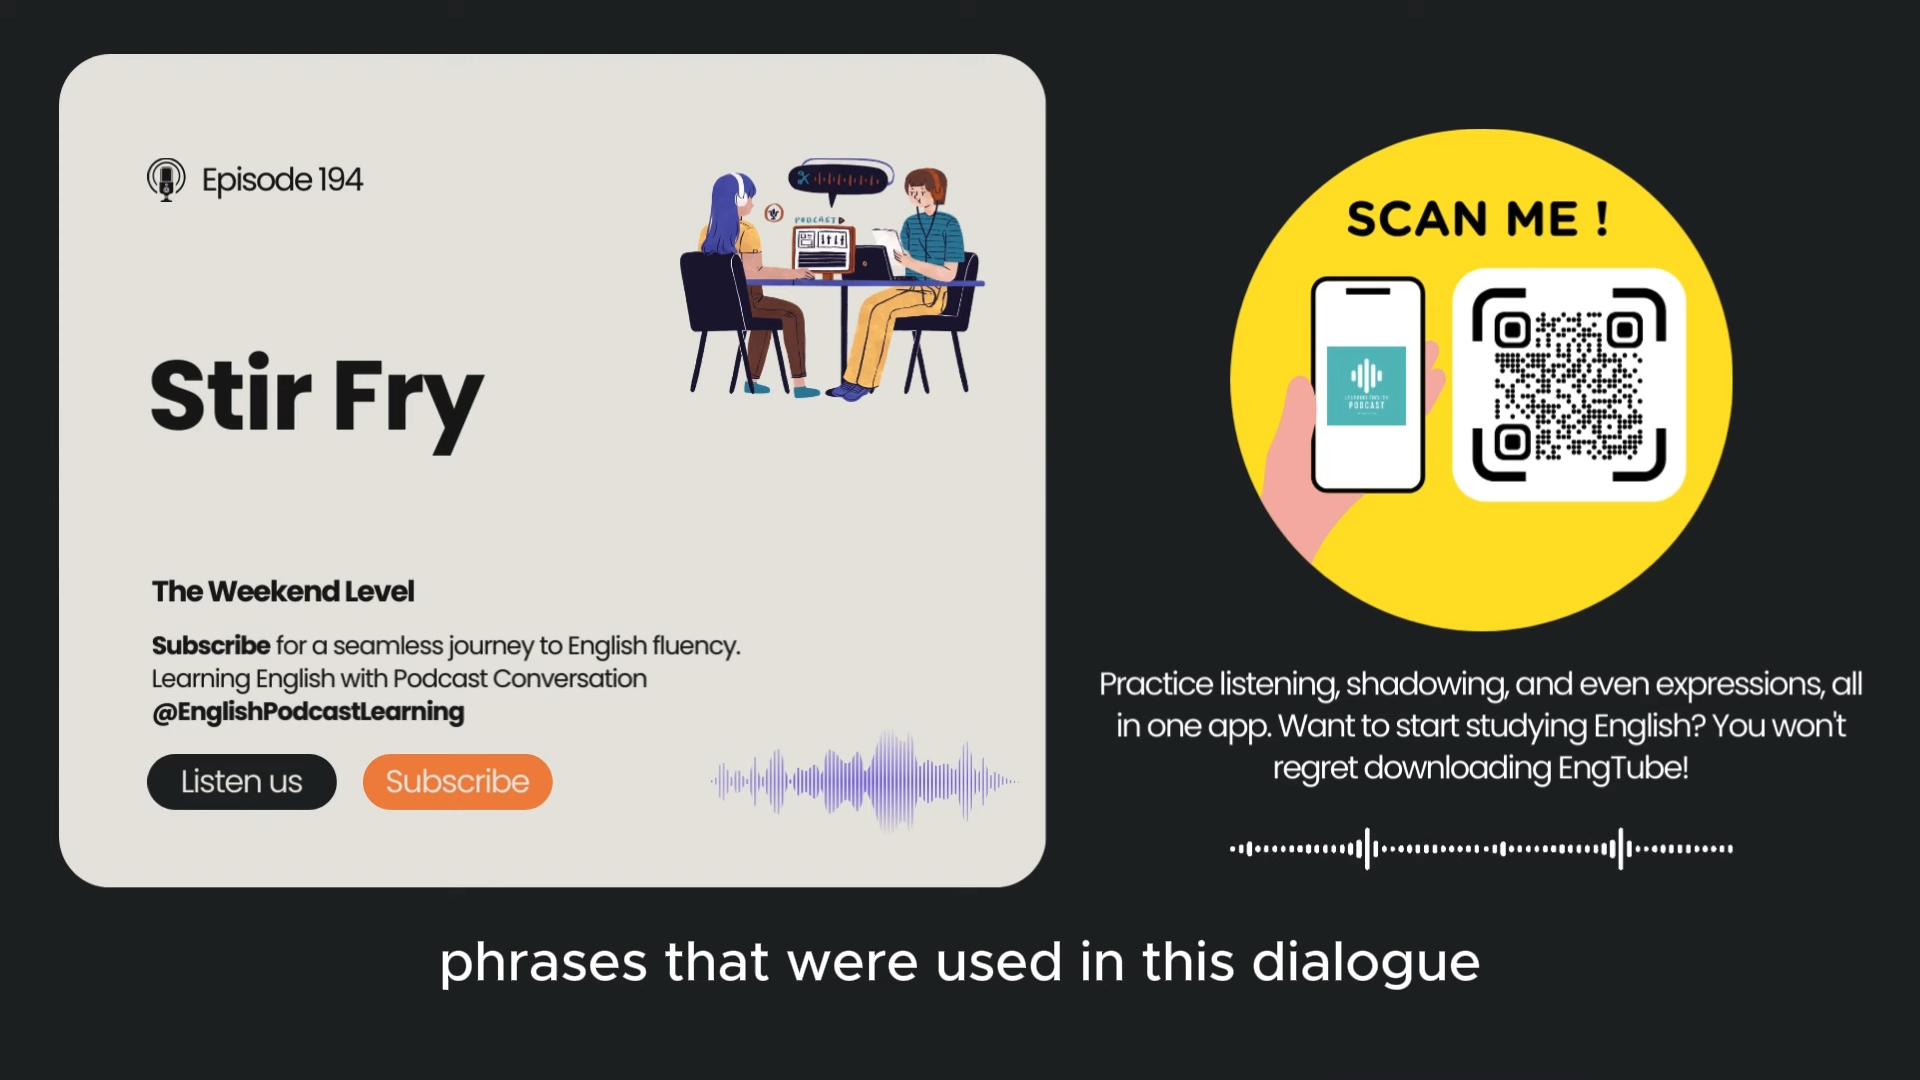 Episode 194
PODCAST
Stir Fry
The Weekend Level
Subscribe for a seamless journey to English fluency.
Learning English with Podcast Conversation
@EnglishPodcastLearning
Listen us
Subscribe
SCAN ME !
PODCAST
Practice listening, shadowing, and even expressions, all
in one app. Want to start studying English? You won't
regret downloading EngTube!
phrases that were used in this dialogue